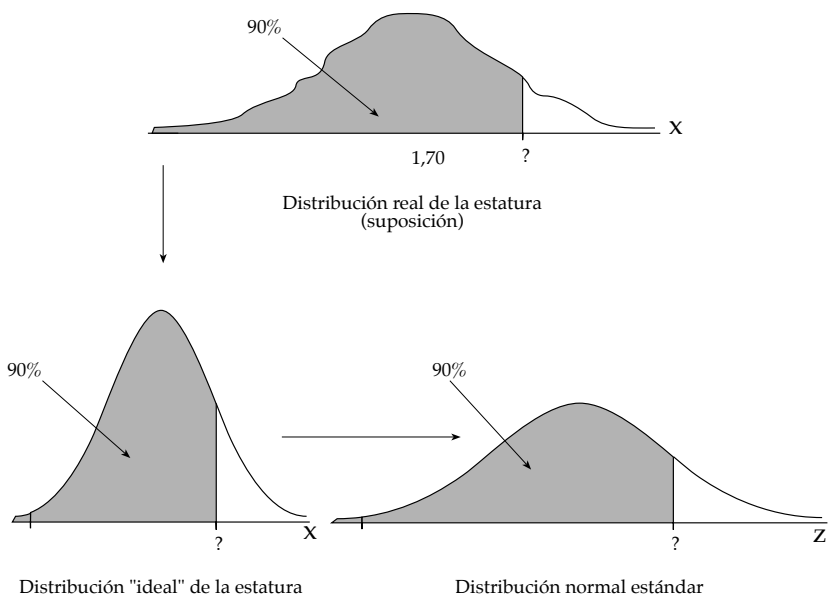 90%
X
1,70
?
Distribución real de la estatura
(suposición)
90%
90%
X
Z
?
?
Distribución "ideal" de la estatura
Distribución normal estándar